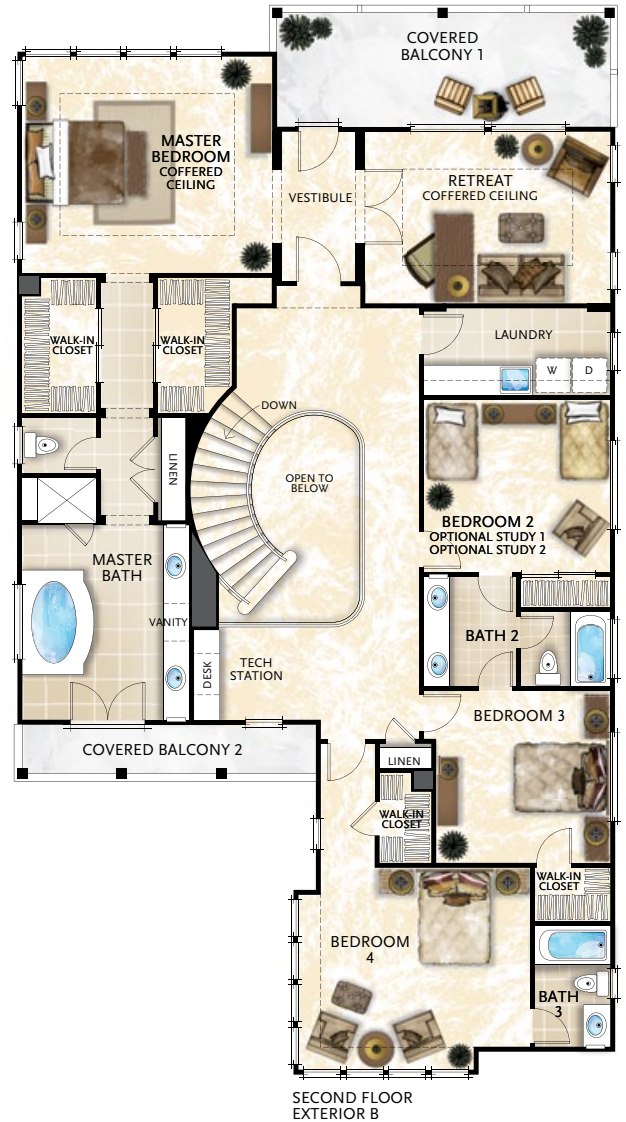 COVERED
BALCONY 1
MASTER
BEDROOM
COFFERED
CEILING
VESTIBULE
RETREAT
COFFERED CEILING
WALK-IN
CLOSET
WALK-IN
CLOSET
LAUNDRY
W
D
DOWN
LINEN
OPEN TO
BELOW
BEDROOM 2
OPTIONAL STUDY 1
OPTIONAL STUDY 2
MASTER
BATH
VANITY
BATH 2
DESK
TECH
STATION
BEDROOM 3
COVERED BALCONY 2
LINEN
WALK-IN
CLOSET
WALK-IN
CLOSET
BEDROOM
4
BATH
3
SECOND FLOOR
EXTERIOR B